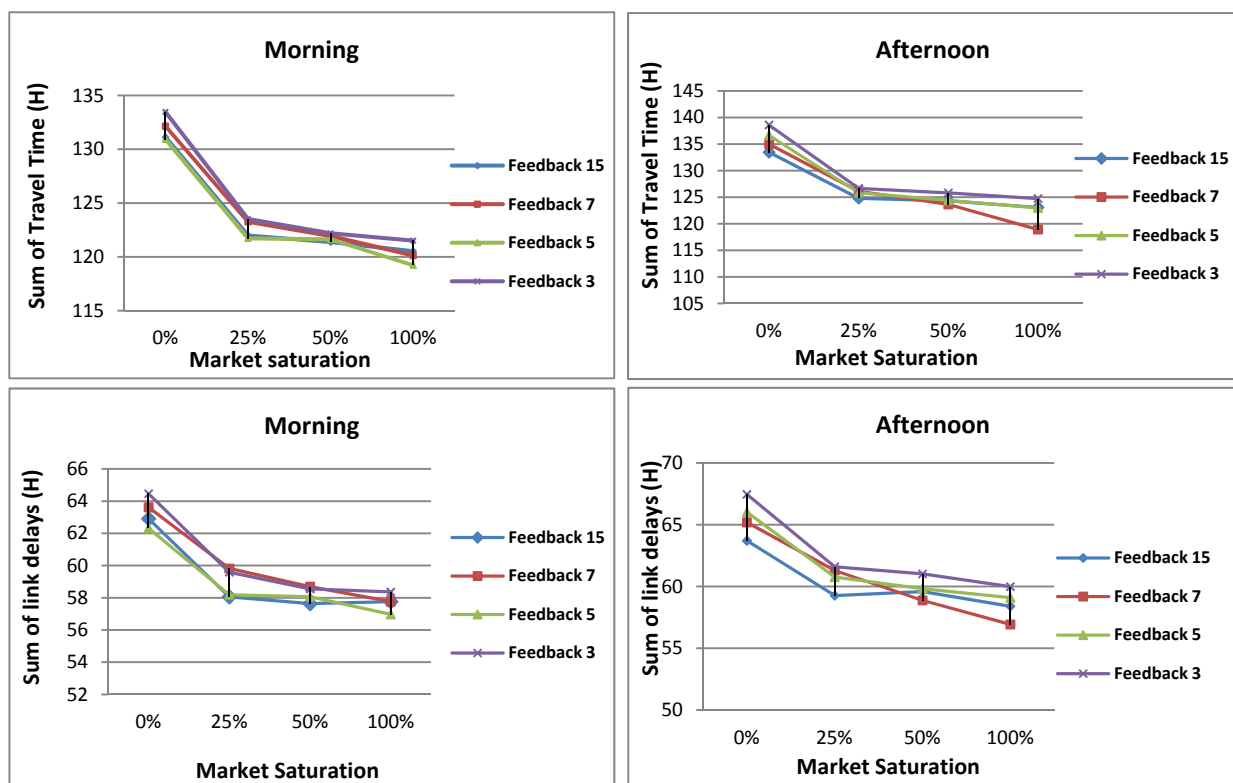 Morning
Sum of Travel Time (H)
135
130
125
120
115
0% 25% 50% 100%
Market saturation
Feedback 15
Feedback 7
Feedback 5
Feedback 3
Afternoon
Sum of Travel Time (H)
145
140
135
130
125
120
115
110
105
0% 25% 50% 100%
Market Saturation
Feedback 15
Feedback 7
Feedback 5
Feedback 3
Morning
Sum of link delays (H)
66
64
62
60
58
56
54
52
0% 25% 50% 100%
Market Saturation
Feedback 15
Feedback 7
Feedback 5
Feedback 3
Afternoon
Sum of link delays (H)
70
65
60
55
50
0% 25% 50% 100%
Market Saturation
Feedback 15
Feedback 7
Feedback 5
Feedback 3